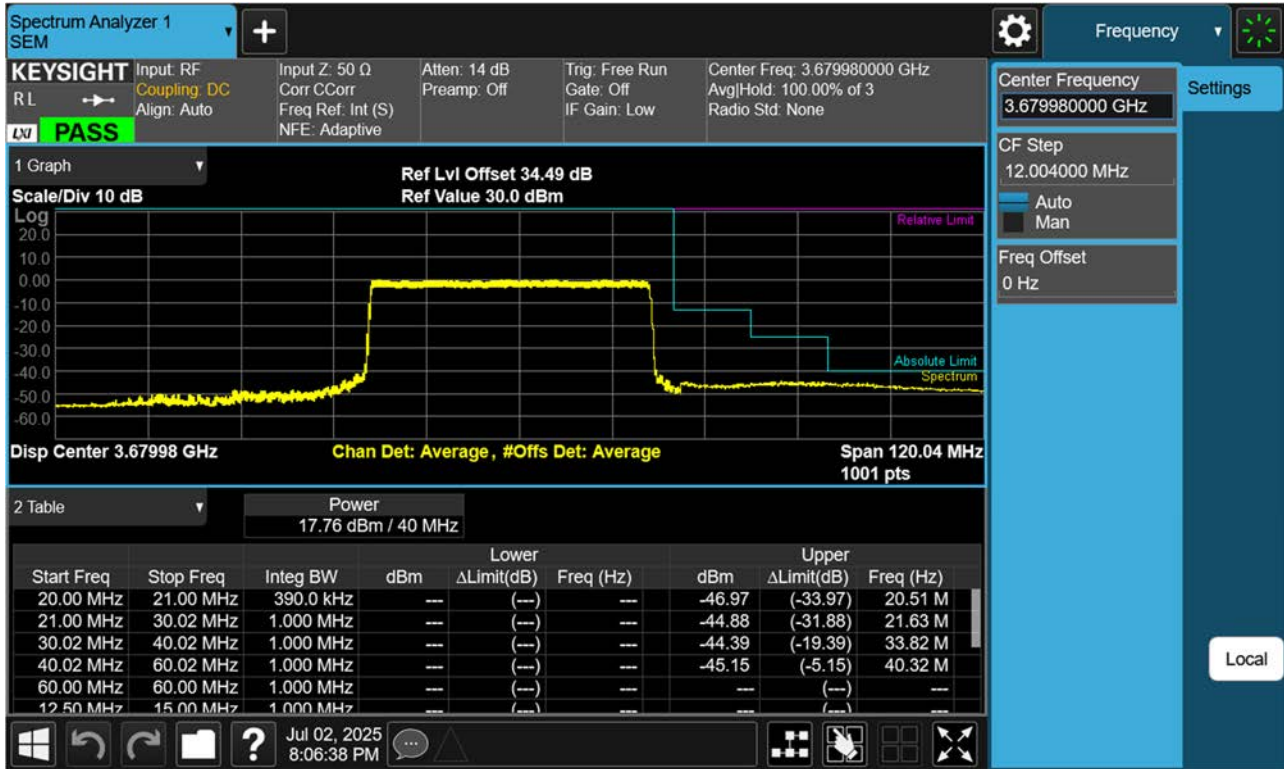 Spectrum Analyzer 1
SEM
Frequency
KEYSIGHT
RL
LXI PASS
Input: RF
Coupling: DC
Align: Auto
Input Z: 50 Ω
Corr CCorr
Freq Ref: Int (S)
NFE: Adaptive
Atten: 14 dB
Preamp: Off
Trig: Free Run
Gate: Off
IF Gain: Low
Center Freq: 3.679980000 GHz
Avg|Hold: 100.00% of 3
Radio Std: None
Center Frequency
3.679980000 GHz
Settings
CF Step
12.004000 MHz
Auto
Man
Freq Offset
0 Hz
Local
1 Graph
Scale/Div 10 dB
Ref Lvl Offset 34.49 dB
Ref Value 30.0 dBm
Log
Relative Limit
20.0
10.0
0.00
-10.0
-20.0
-30.0
Absolute Limit
-40.0
Spectrum
-50.0
-60.0
Disp Center 3.67998 GHz Chan Det: Average, #Offs Det: Average Span 120.04 MHz
1001 pts
2 Table
Power
17.76 dBm / 40 MHz
Lower Upper
Start Freq Stop Freq Integ BW dBm ΔLimit(dB) Freq (Hz) dBm ΔLimit(dB) Freq (Hz)
20.00 MHz 21.00 MHz 390.0 kHz --- (---) --- -46.97 (-33.97) 20.51 M
21.00 MHz 30.02 MHz 1.000 MHz --- (---) --- -44.88 (-31.88) 21.63 M
30.02 MHz 40.02 MHz 1.000 MHz --- (---) --- -44.39 (-19.39) 33.82 M
40.02 MHz 60.02 MHz 1.000 MHz --- (---) --- -45.15 (-5.15) 40.32 M
60.00 MHz 60.00 MHz 1.000 MHz --- (---) --- --- (---) ---
12.50 MHz 15.00 MHz 1.000 MHz --- (---) --- --- (---) ---
Jul 02, 2025
8:06:38 PM